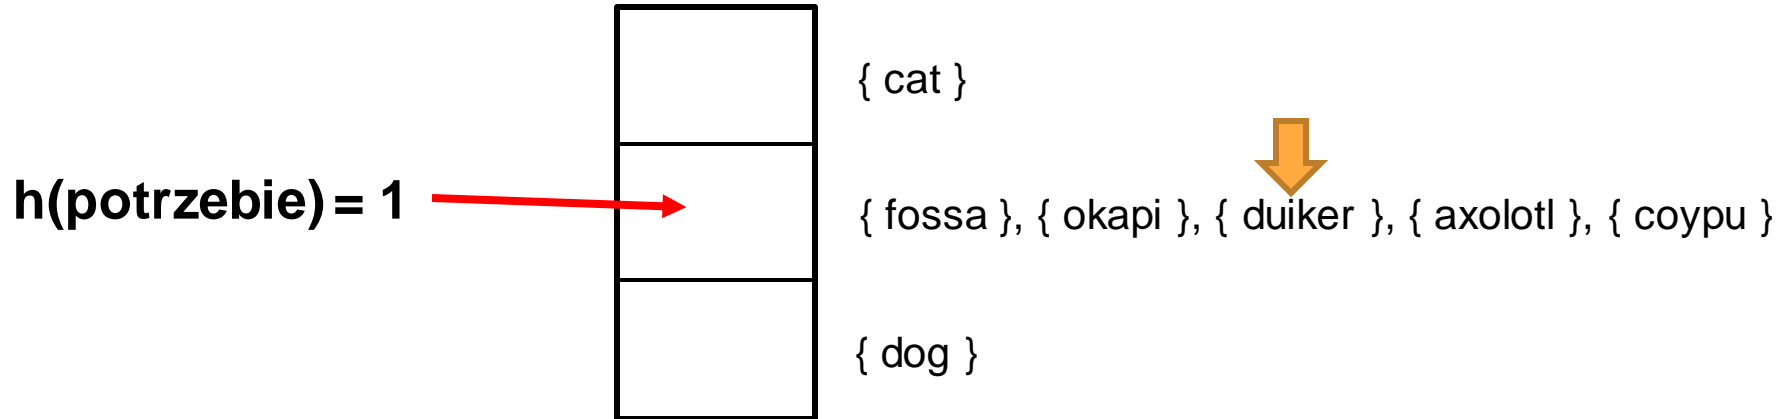 { cat }
h(potrzebie) = 1
{ fossa }, { okapi }, { duiker }, { axolotl }, { coypu }
{ dog }